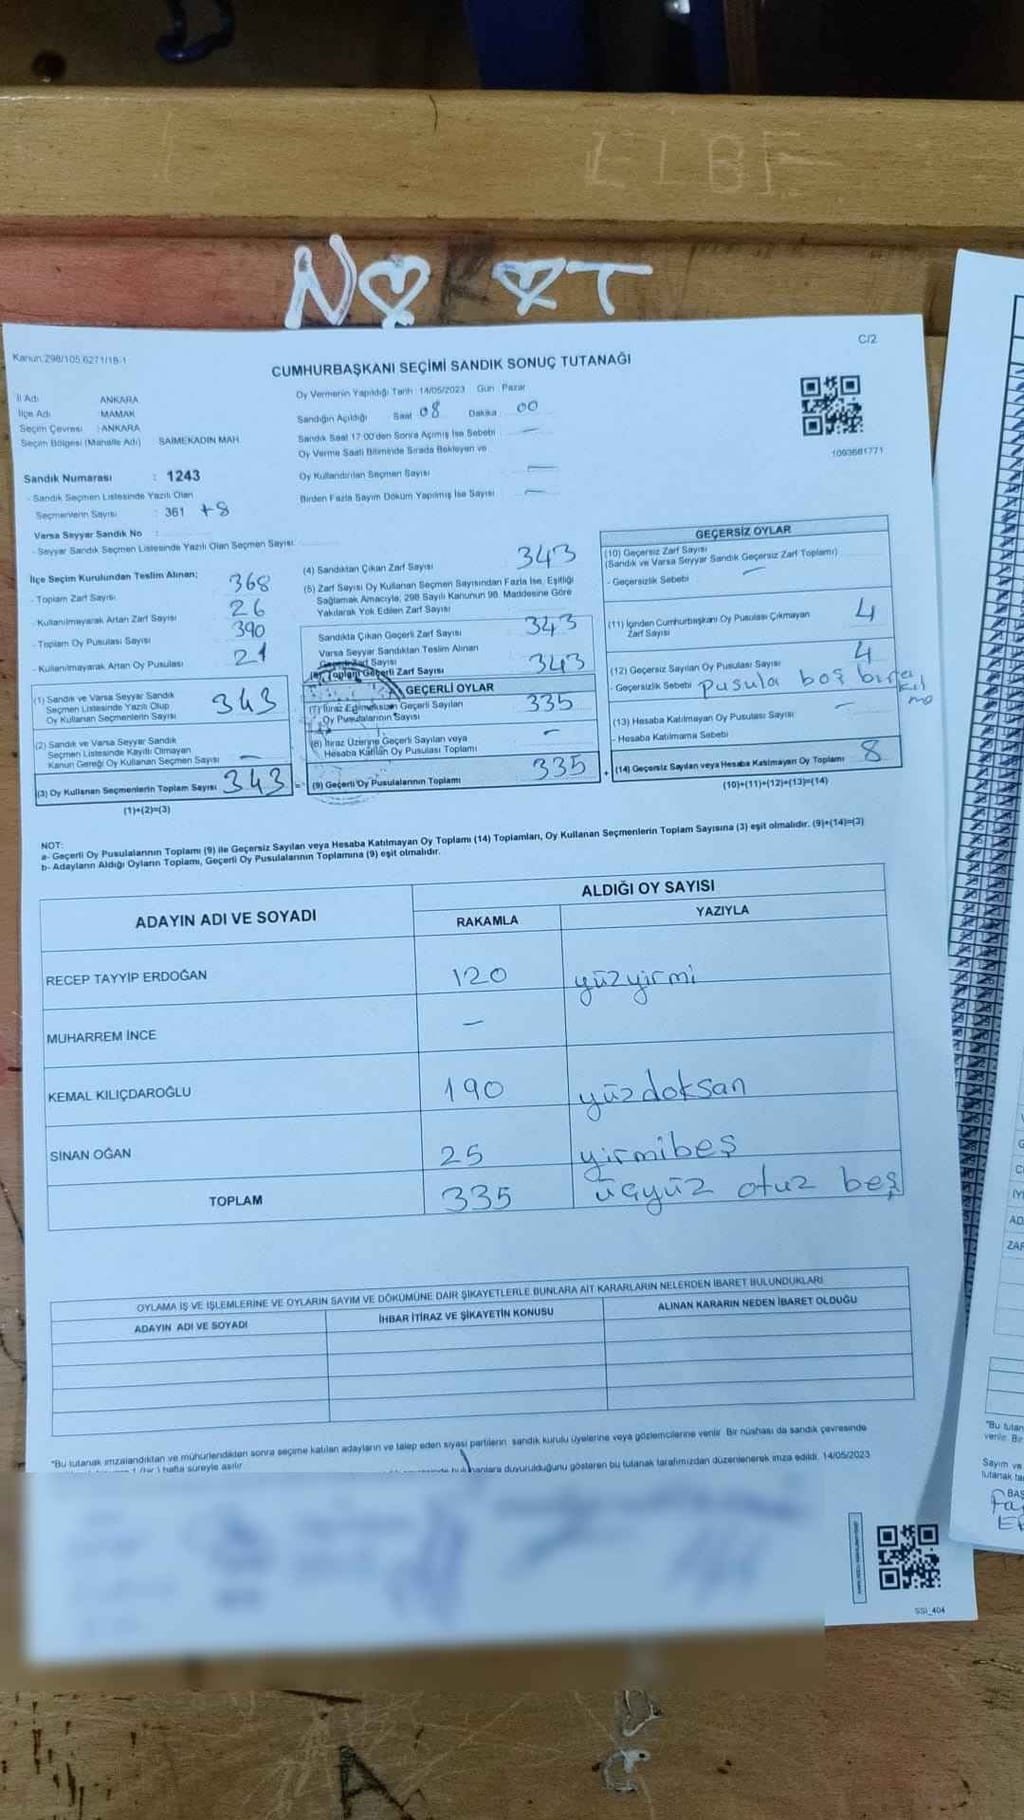 ELBF
NO ♥ RT
C/2
Kanun:298/105.6271/18-1
CUMHURBAŞKANI SEÇİMİ SANDIK SONUÇ TUTANAĞI
İl Adı : ANKARA
İlçe Adı : MAMAK
Seçim Çevresi : ANKARA
Seçim Bölgesi (Mahalle Adı) SAİMEKADIN MAH.
Oy Vermenin Yapıldığı Tarih : 14/05/2023 Gün : Pazar
Sandığın Açıldığı Saat 08 Dakika 00
Sandık Saat 17:00'den Sonra Açılmış İse Sebebi —
Oy Verme Saati Bitiminde Sırada Bekleyen ve
Oy Kullandırılan Seçmen Sayısı —
Birden Fazla Sayım Döküm Yapılmış İse Sayısı —
1093681771
Sandık Numarası : 1243
- Sandık Seçmen Listesinde Yazılı Olan
Seçmenlerin Sayısı : 361 +8
Varsa Seyyar Sandık No :
- Seyyar Sandık Seçmen Listesinde Yazılı Olan Seçmen Sayısı:
İlçe Seçim Kurulundan Teslim Alınan;
- Toplam Zarf Sayısı 368
- Kullanılmayarak Artan Zarf Sayısı 26
- Toplam Oy Pusulası Sayısı 390
- Kullanılmayarak Artan Oy Pusulası 21
(1) Sandık ve Varsa Seyyar Sandık
Seçmen Listesinde Yazılı Olup
Oy Kullanan Seçmenlerin Sayısı 343
(2) Sandık ve Varsa Seyyar Sandık
Seçmen Listesinde Kayıtlı Olmayan
Kanun Gereği Oy Kullanan Seçmen Sayısı —
(3) Oy Kullanan Seçmenlerin Toplam Sayısı 343
(1)+(2)=(3)
(4) Sandıktan Çıkan Zarf Sayısı 343
(5) Zarf Sayısı Oy Kullanan Seçmen Sayısından Fazla İse, Eşitliği
Sağlamak Amacıyla; 298 Sayılı Kanunun 98. Maddesine Göre
Yakılarak Yok Edilen Zarf Sayısı
Sandıkta Çıkan Geçerli Zarf Sayısı 343
Varsa Seyyar Sandıktan Teslim Alınan
Geçerli Zarf Sayısı
(6) Toplam Geçerli Zarf Sayısı 343
GEÇERLİ OYLAR
(7) İtiraz Edilmeksizin Geçerli Sayılan
Oy Pusulalarının Sayısı 335
(8) İtiraz Üzerine Geçerli Sayılan veya
Hesaba Katılan Oy Pusulası Toplamı —
= (9) Geçerli Oy Pusulalarının Toplamı 335
GEÇERSİZ OYLAR
(10) Geçersiz Zarf Sayısı
(Sandık ve Varsa Seyyar Sandık Geçersiz Zarf Toplamı)
- Geçersizlik Sebebi —
(11) İçinden Cumhurbaşkanı Oy Pusulası Çıkmayan
Zarf Sayısı 4
(12) Geçersiz Sayılan Oy Pusulası Sayısı 4
- Geçersizlik Sebebi pusula boş bıra
kıl
mo
(13) Hesaba Katılmayan Oy Pusulası Sayısı —
- Hesaba Katılmama Sebebi
+ (14) Geçersiz Sayılan veya Hesaba Katılmayan Oy Toplamı 8
(10)+(11)+(12)+(13)=(14)
NOT:
a- Geçerli Oy Pusulalarının Toplamı (9) ile Geçersiz Sayılan veya Hesaba Katılmayan Oy Toplamı (14) Toplamları, Oy Kullanan Seçmenlerin Toplam Sayısına (3) eşit olmalıdır. (9)+(14)=(3)
b- Adayların Aldığı Oyların Toplamı, Geçerli Oy Pusulalarının Toplamına (9) eşit olmalıdır.
ADAYIN ADI VE SOYADI
ALDIĞI OY SAYISI
RAKAMLA YAZIYLA
RECEP TAYYİP ERDOĞAN 120 yüzyirmi
MUHARREM İNCE —
KEMAL KILIÇDAROĞLU 190 yüzdoksan
SİNAN OĞAN 25 yirmibeş
TOPLAM 335 üçyüz otuz beş
OYLAMA İŞ VE İŞLEMLERİNE VE OYLARIN SAYIM VE DÖKÜMÜNE DAİR ŞİKAYETLERLE BUNLARA AİT KARARLARIN NELERDEN İBARET BULUNDUKLARI
ADAYIN ADI VE SOYADI İHBAR İTİRAZ VE ŞİKAYETİN KONUSU ALINAN KARARIN NEDEN İBARET OLDUĞU
*Bu tutanak imzalandıktan ve mühürlendikten sonra seçime katılan adayların ve talep eden siyasi partilerin sandık kurulu üyelerine veya gözlemcilerine verilir. Bir nüshası da sandık çevresinde
1 (bir) hafta süreyle asılır.
duyurulduğunu gösteren bu tutanak tarafımızdan düzenlenerek imza edildi. 14/05/2023
SSI_404
ZAR
*Bu tutan
verilir. Bir
Sayım ve
tutanak ta
BAŞ